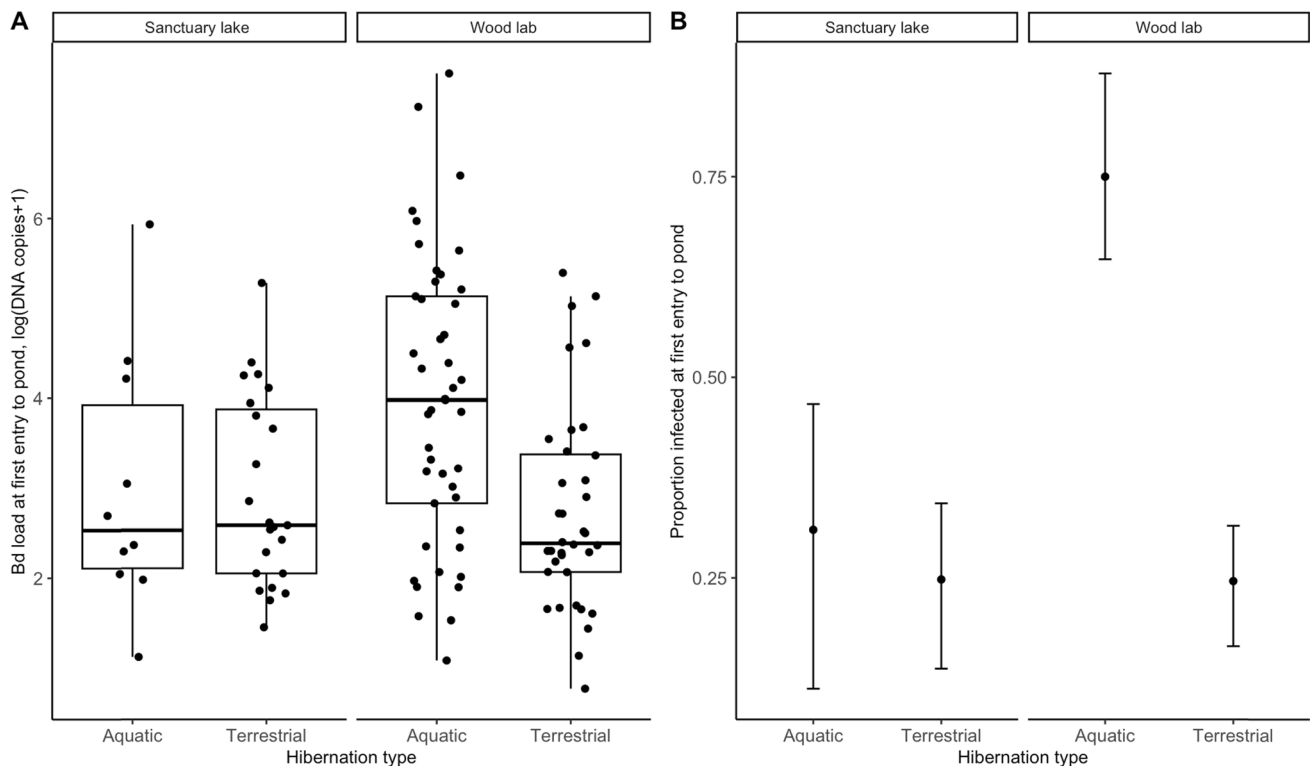 A
Sanctuary lake
Wood lab
Bd load at first entry to pond, log(DNA copies+1)
6
4
2
Aquatic
Terrestrial
Aquatic
Terrestrial
Hibernation type
B
Sanctuary lake
Wood lab
Proportion infected at first entry to pond
0.75
0.50
0.25
Aquatic
Terrestrial
Aquatic
Terrestrial
Hibernation type